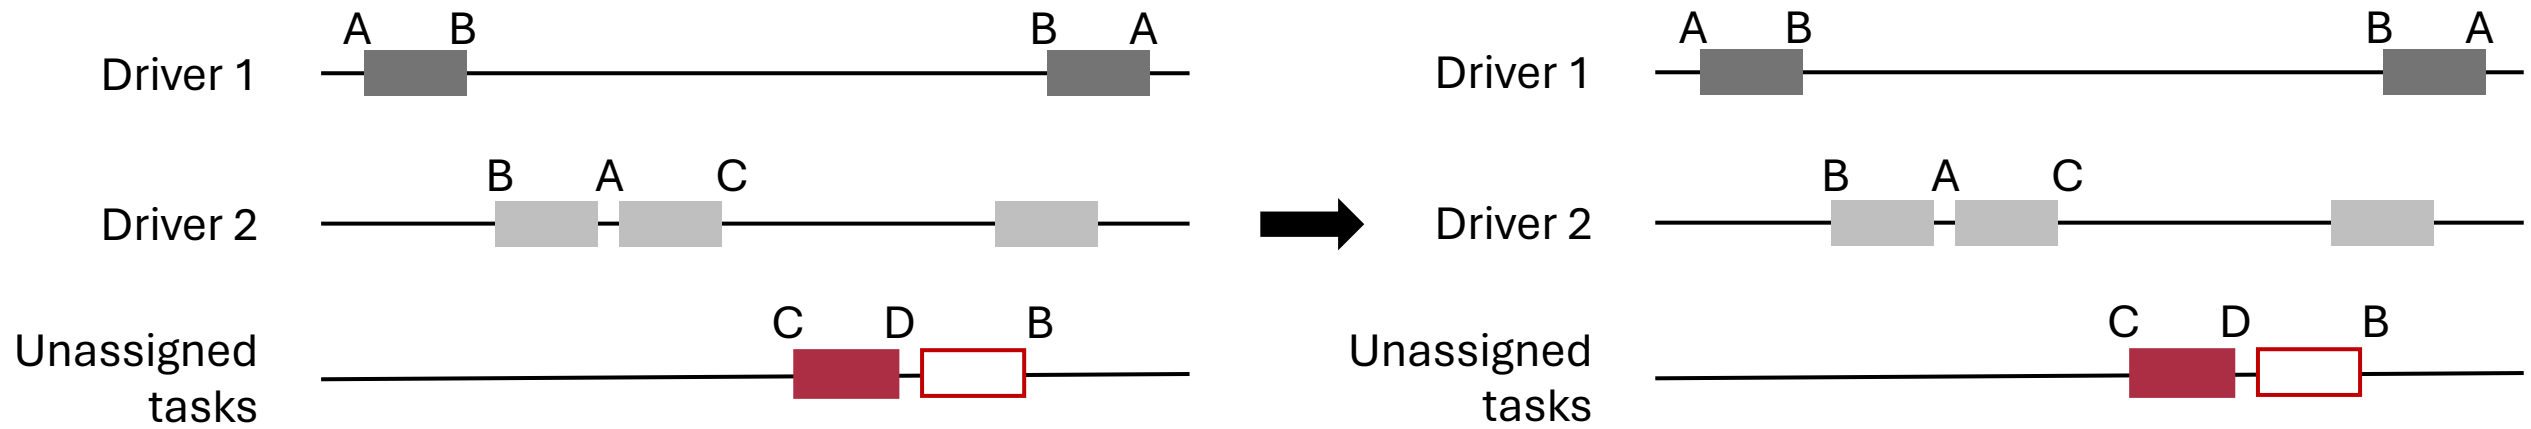 A B B A
Driver 1
B A C
Driver 2
C D B
Unassigned
tasks
A B B A
Driver 1
B A C
Driver 2
C D B
Unassigned
tasks